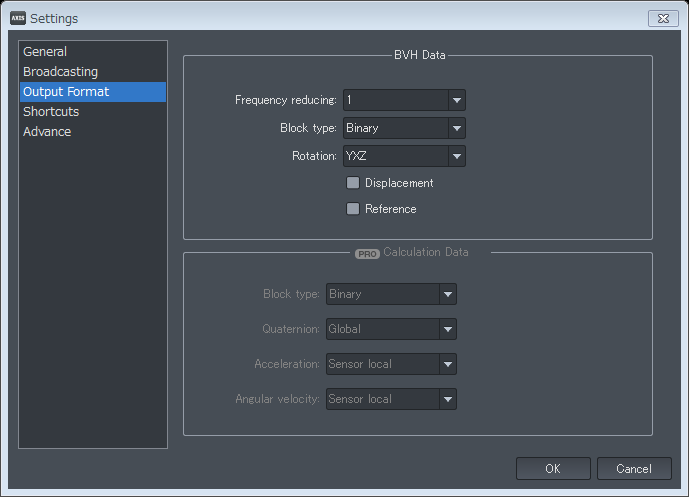 AXIS Settings
General
Broadcasting
Output Format
Shortcuts
Advance
BVH Data
Frequency reducing: 1
Block type: Binary
Rotation: YXZ
Displacement
Reference
PRO Calculation Data
Block type: Binary
Quaternion: Global
Acceleration: Sensor local
Angular velocity: Sensor local
OK Cancel